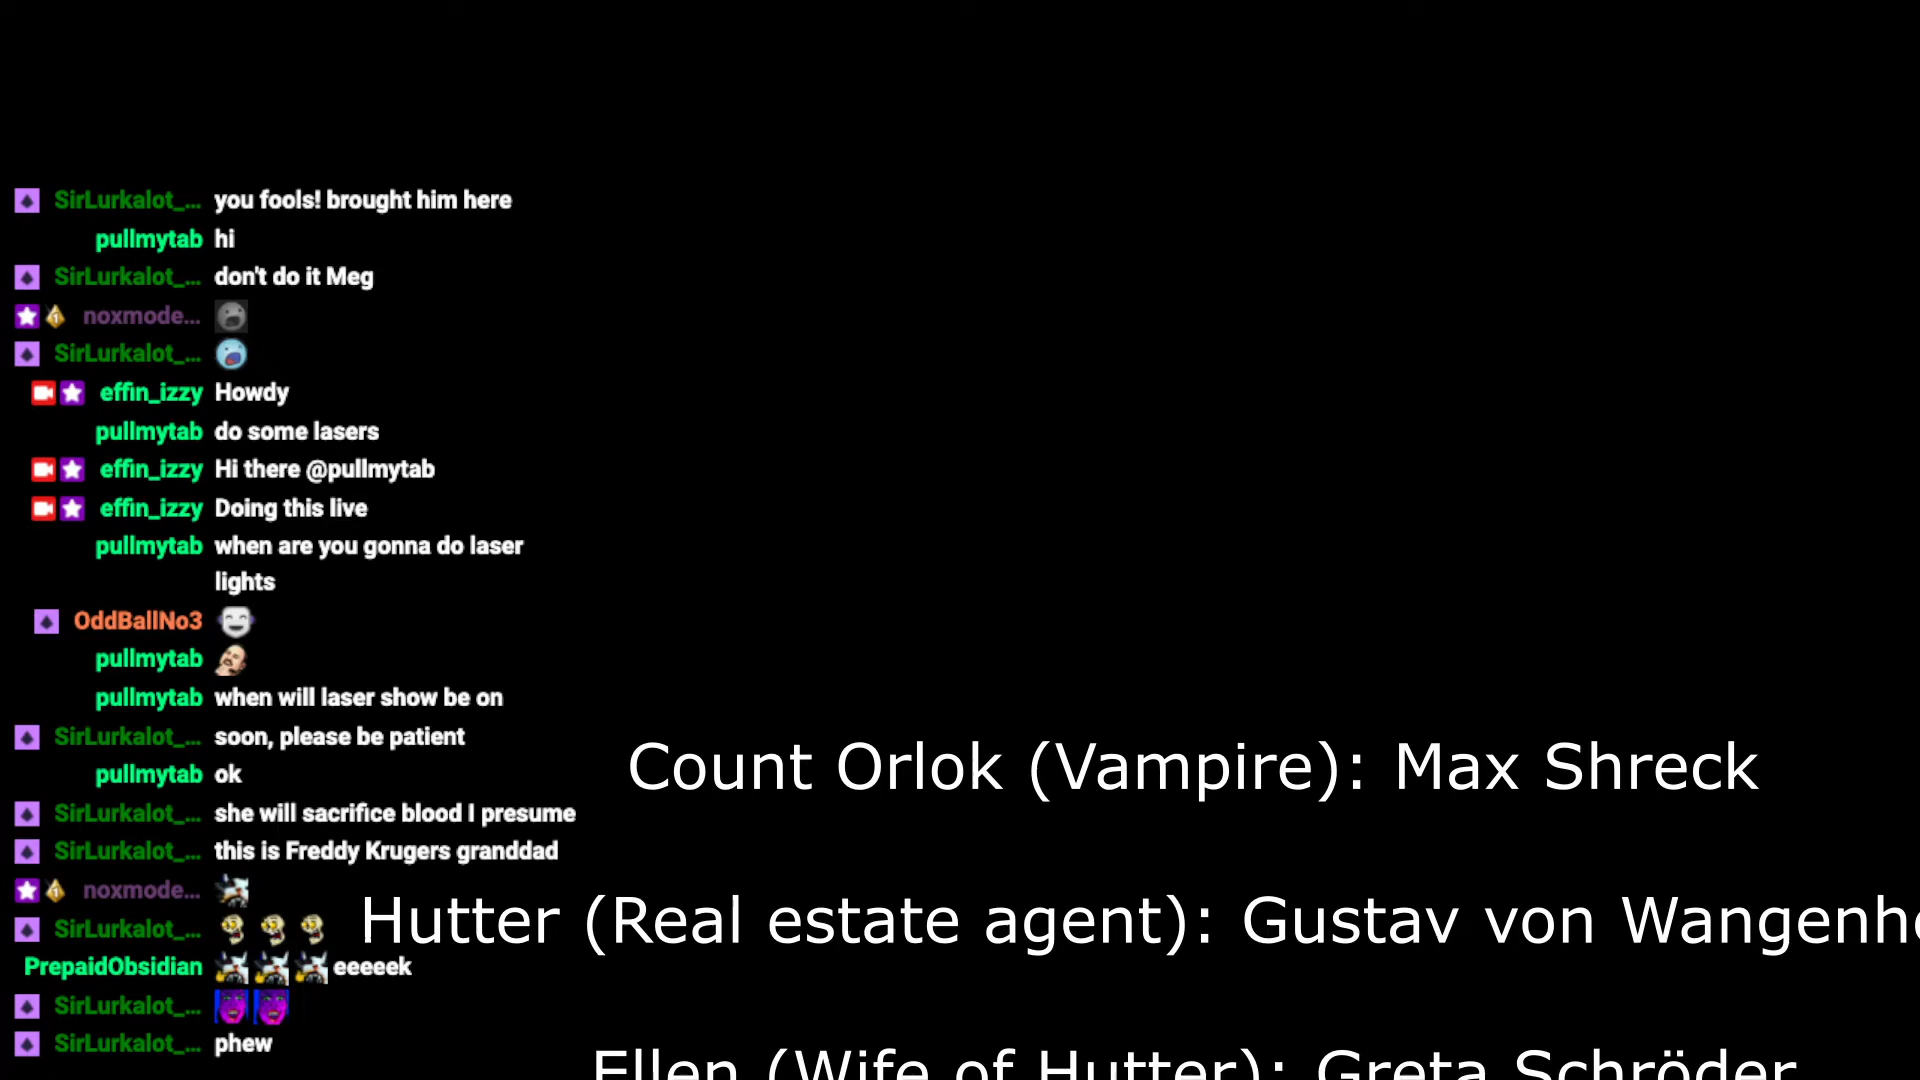 SirLurkalot_... you fools! brought him here
pullmytab hi
SirLurkalot_... don't do it Meg
noxmode...
SirLurkalot_...
effin_izzy Howdy
pullmytab do some lasers
effin_izzy Hi there @pullmytab
effin_izzy Doing this live
pullmytab when are you gonna do laser
lights
OddBallNo3
pullmytab
pullmytab when will laser show be on
SirLurkalot_... soon, please be patient
pullmytab ok
SirLurkalot_... she will sacrifice blood I presume
SirLurkalot_... this is Freddy Krugers granddad
noxmode...
SirLurkalot_...
PrepaidObsidian eeeeek
SirLurkalot_...
SirLurkalot_... phew
Count Orlok (Vampire): Max Shreck
Hutter (Real estate agent): Gustav von Wangenhe
Ellen (Wife of Hutter): Greta Schröder